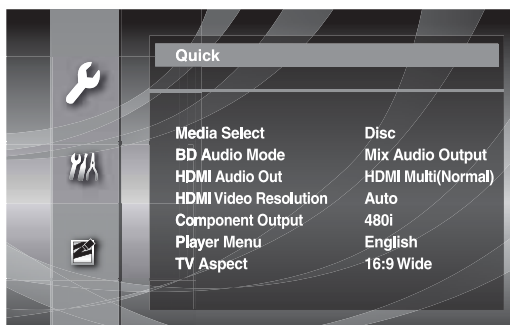 Quick
Media Select Disc
BD Audio Mode Mix Audio Output
HDMI Audio Out HDMI Multi(Normal)
HDMI Video Resolution Auto
Component Output 480i
Player Menu English
TV Aspect 16:9 Wide